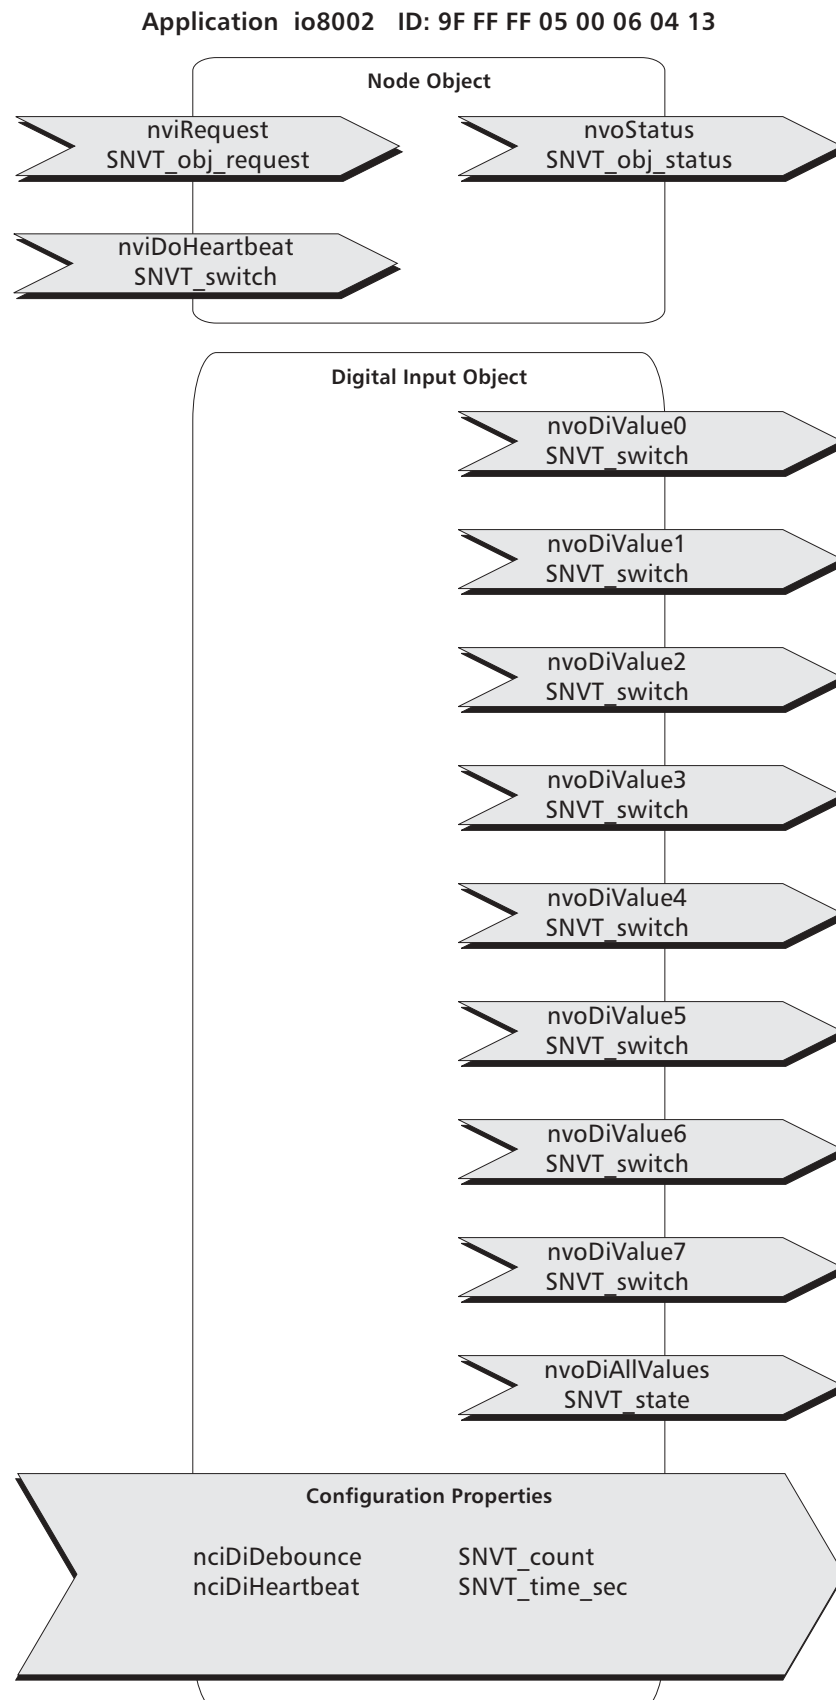 Application io8002 ID: 9F FF FF 05 00 06 04 13
Node Object
nviRequest
SNVT_obj_request
nvoStatus
SNVT_obj_status
nviDoHeartbeat
SNVT_switch
Digital Input Object
nvoDiValue0
SNVT_switch
nvoDiValue1
SNVT_switch
nvoDiValue2
SNVT_switch
nvoDiValue3
SNVT_switch
nvoDiValue4
SNVT_switch
nvoDiValue5
SNVT_switch
nvoDiValue6
SNVT_switch
nvoDiValue7
SNVT_switch
nvoDiAllValues
SNVT_state
Configuration Properties
nciDiDebounce SNVT_count
nciDiHeartbeat SNVT_time_sec